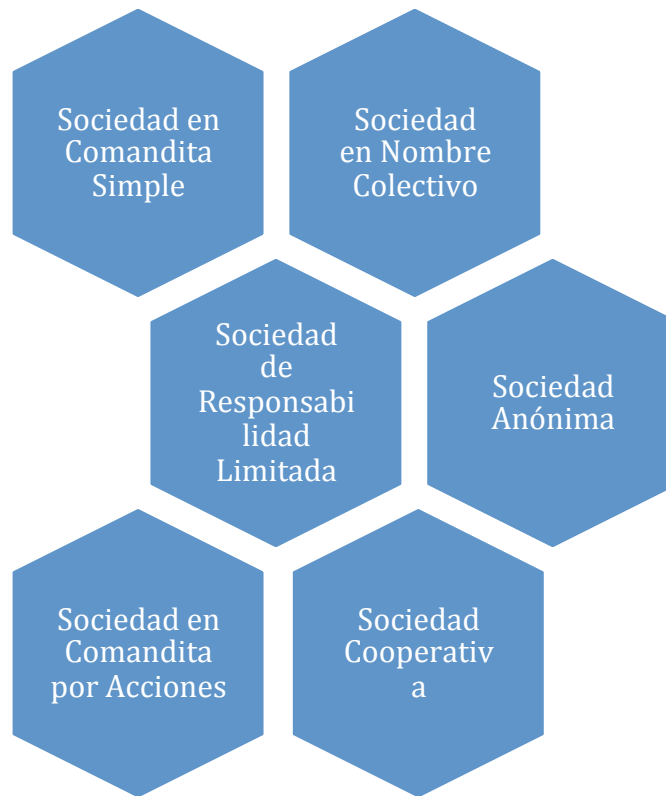 Sociedad en
Comandita
Simple
Sociedad
en Nombre
Colectivo
Sociedad
de
Responsabi
lidad
Limitada
Sociedad
Anónima
Sociedad en
Comandita
por Acciones
Sociedad
Cooperativ
a